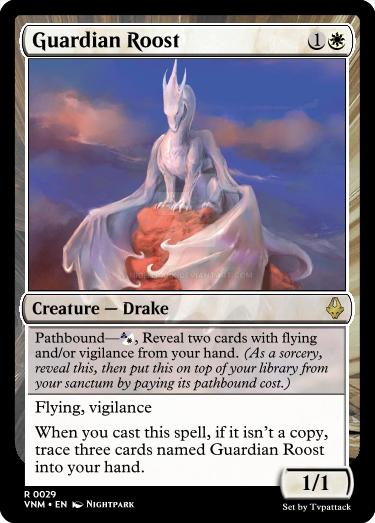 Guardian Roost
1
DEVIANTART.COM
Creature — Drake
Pathbound—, Reveal two cards with flying
and/or vigilance from your hand. (As a sorcery,
reveal this, then put this on top of your library
from your sanctum by paying its pathbound cost.)
Flying, vigilance
When you cast this spell, if it isn't a copy,
trace three cards named Guardian Roost
into your hand.
1/1
R 0029
VNM • EN Nightpark
Set by Tvpattack